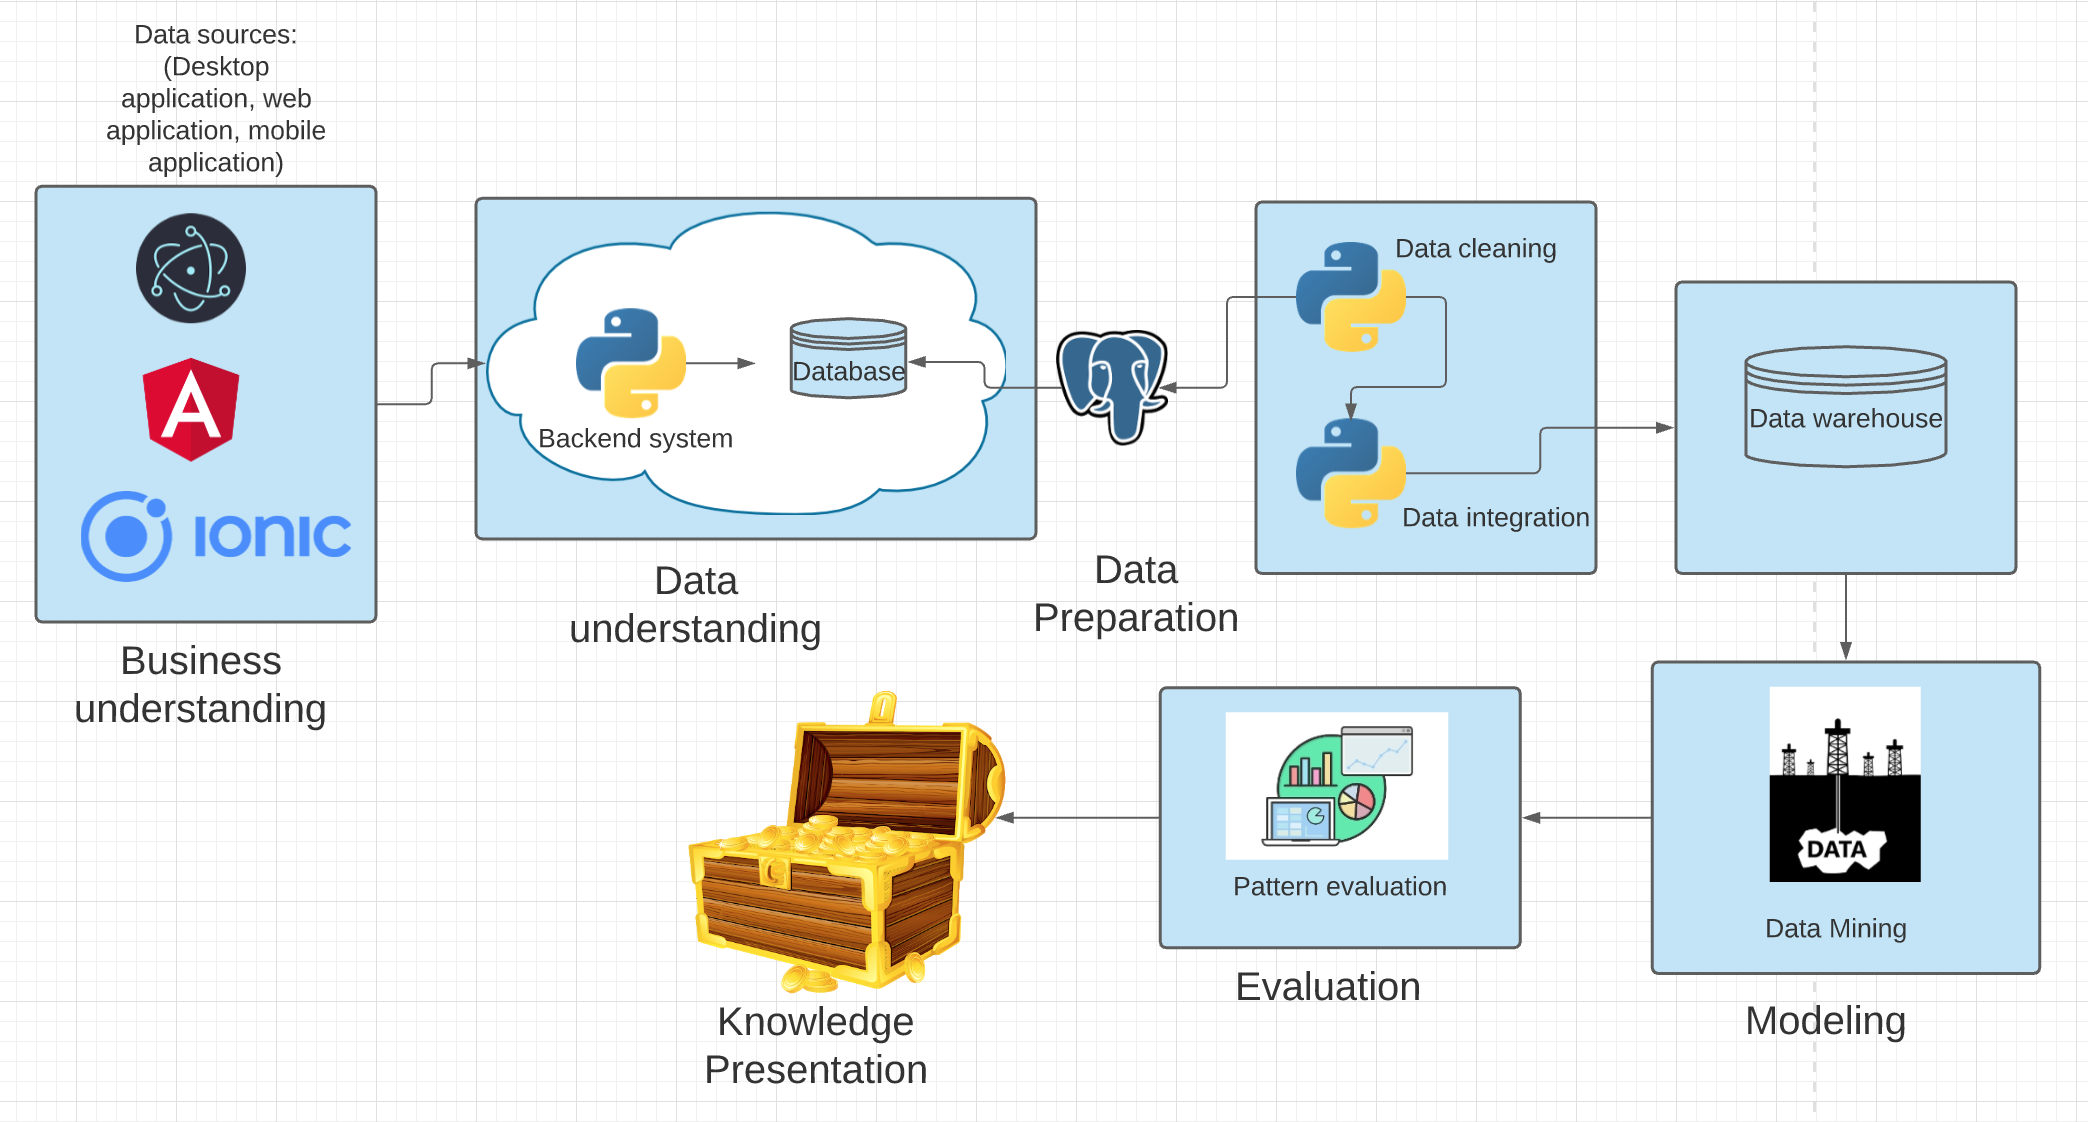 Data sources:
(Desktop
application, web
application, mobile
application)
IONIC
Business
understanding
Backend system
Database
Data
understanding
Data
Preparation
Data cleaning
Data integration
Data warehouse
DATA
Data Mining
Modeling
Pattern evaluation
Evaluation
Knowledge
Presentation